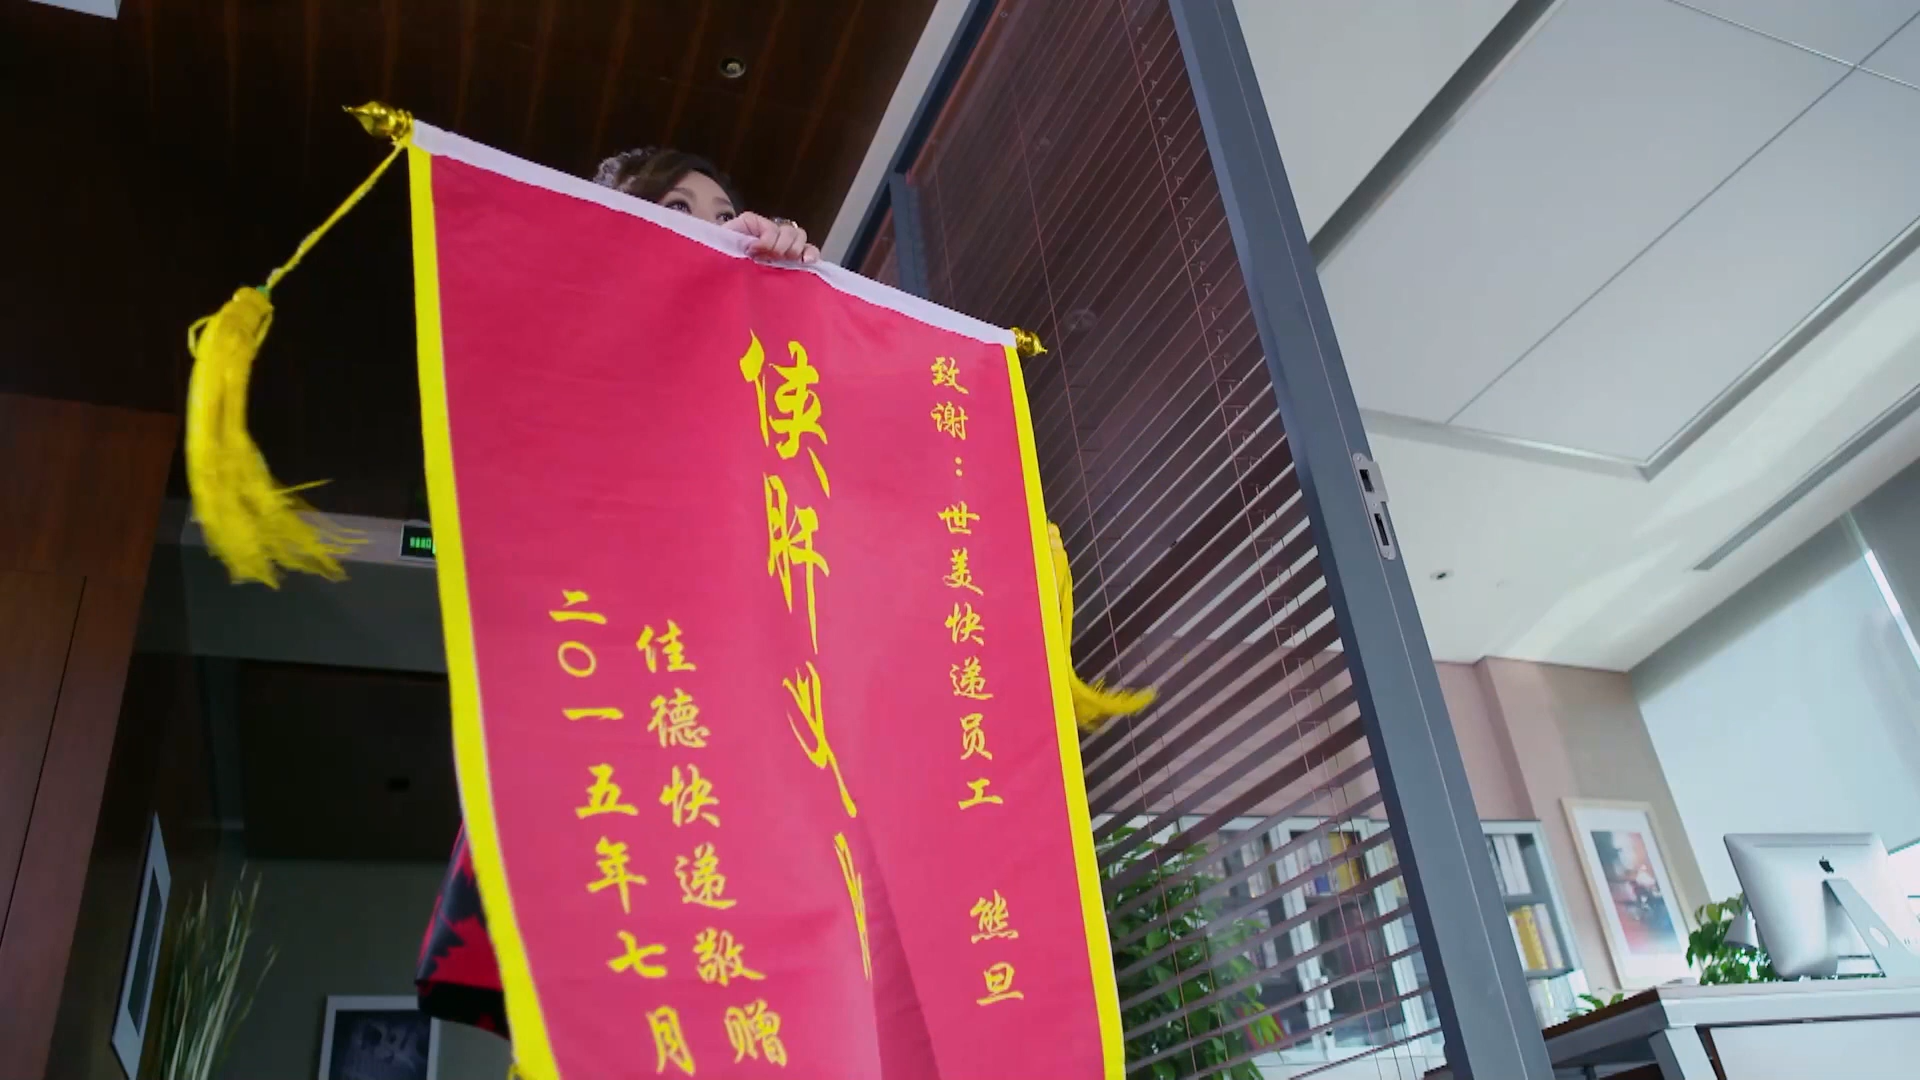 致谢：世美快递员工 熊旦
侠肝义
佳德快递敬赠
二〇一五年七月